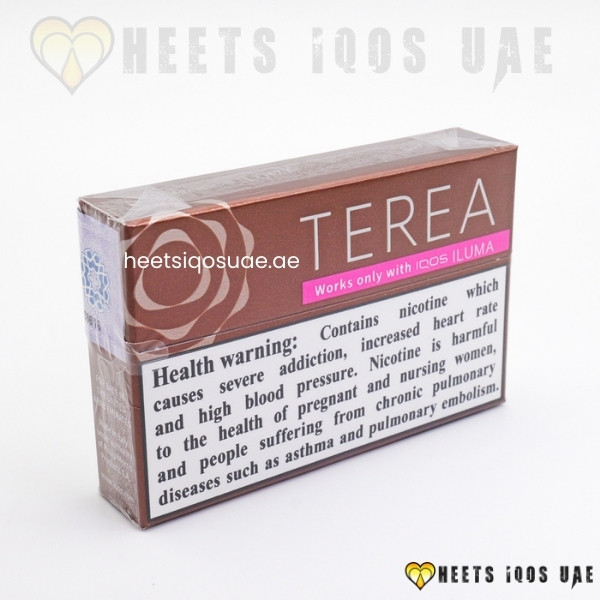 HEETS iQOS UAE
TEREA
heetsiqosuae.ae
Works only with IQOS ILUMA
Health warning: Contains nicotine which
causes severe addiction, increased heart rate
and high blood pressure. Nicotine is harmful
to the health of pregnant and nursing women,
and people suffering from chronic pulmonary
diseases such as asthma and pulmonary embolism.
HEETS iQOS UAE